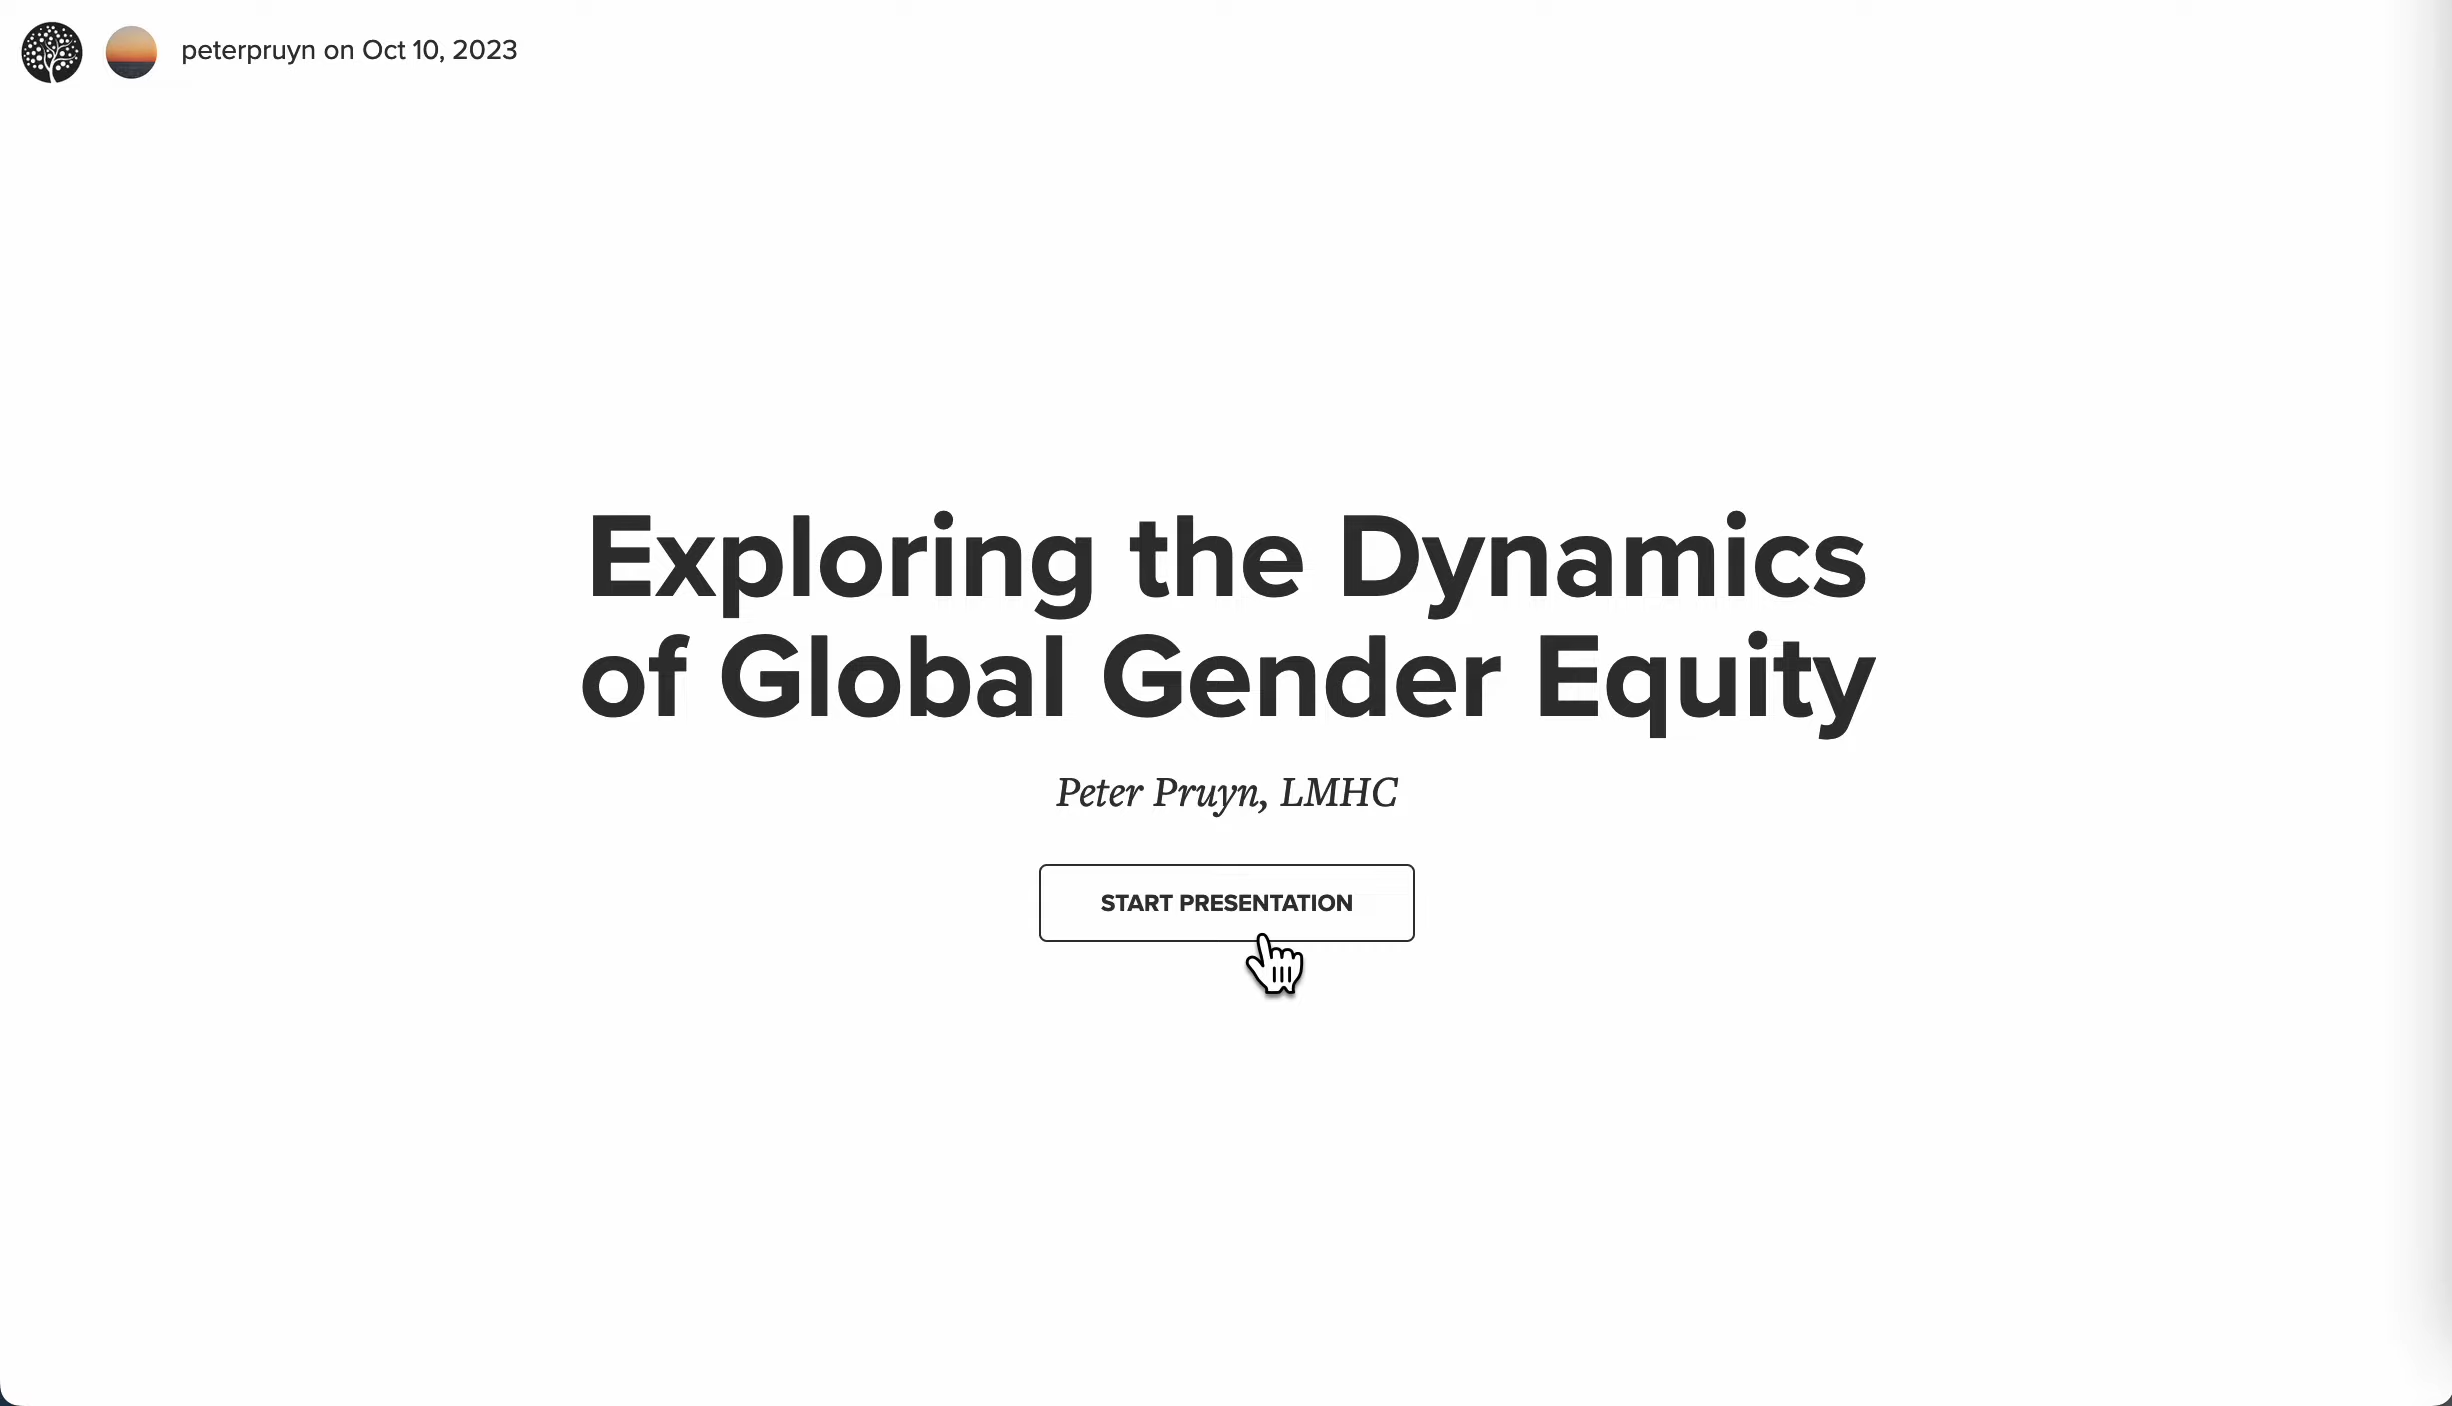 peterpruyn on Oct 10, 2023
Exploring the Dynamics
of Global Gender Equity
Peter Pruyn, LMHC
START PRESENTATION